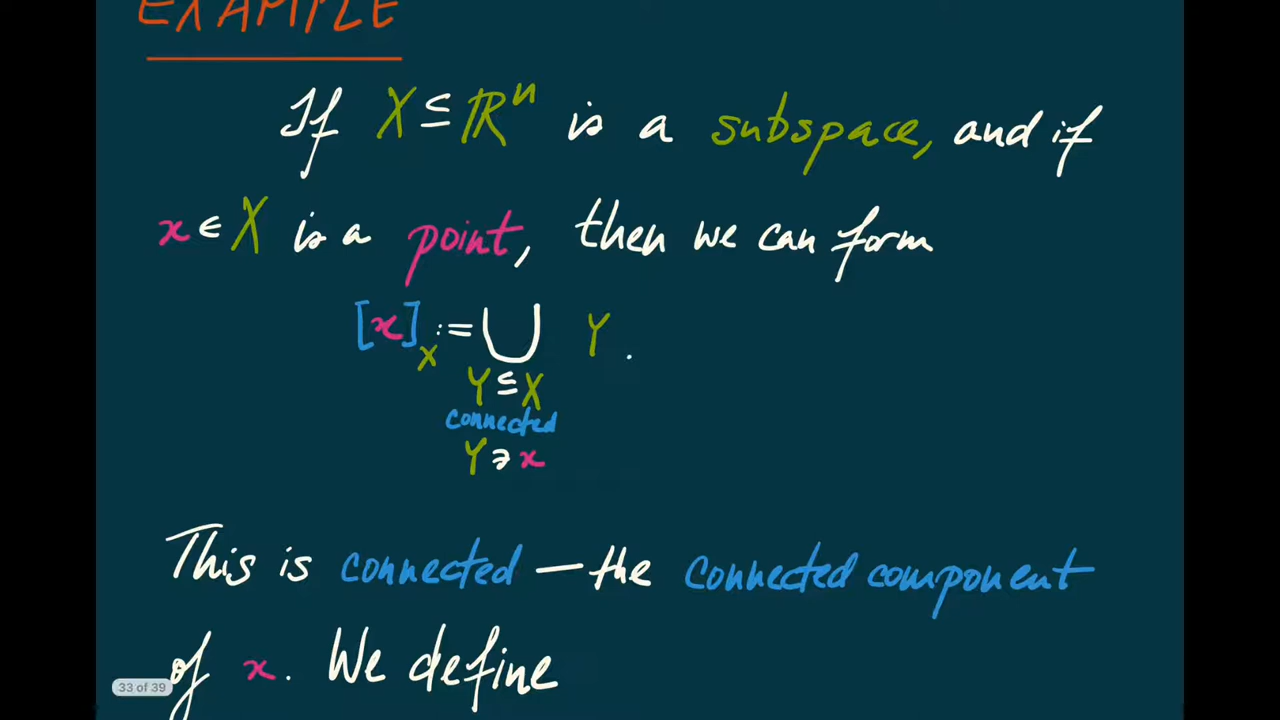 EXAMPLE
If X ⊆ ℝⁿ is a subspace, and if
x ∈ X is a point, then we can form
[x]_X := ⋃ Y.
Y ⊆ X
connected
Y ∋ x
This is connected — the connected component
of x. We define
33 of 39